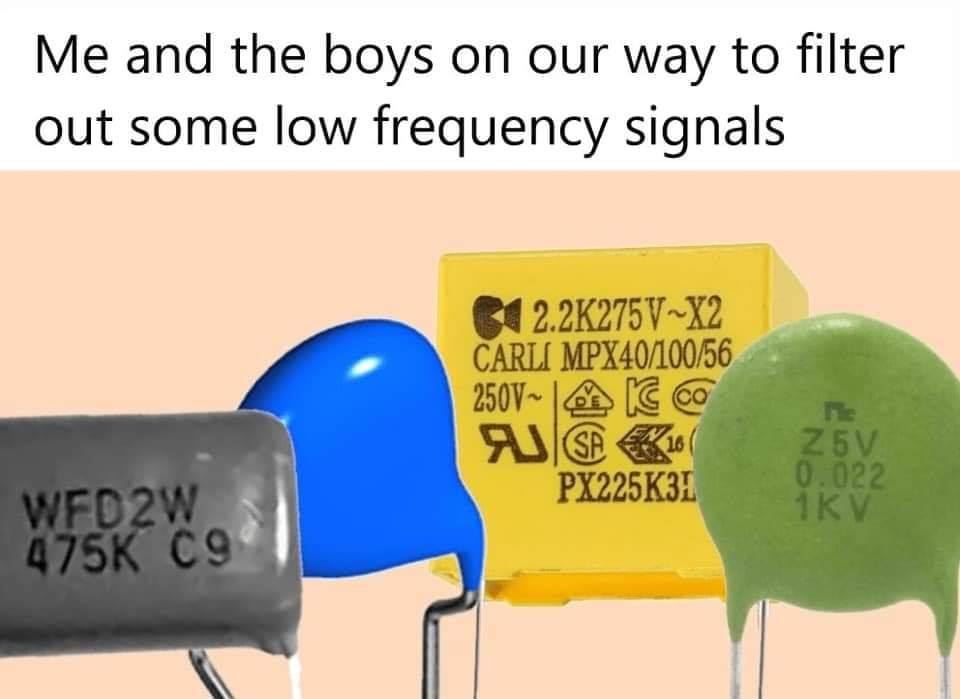 Me and the boys on our way to filter
out some low frequency signals
WFD2W
475K C9
2.2K275V~X2
CARLI MPX40/100/56
250V~
16
PX225K3
Z5V
0.022
1KV